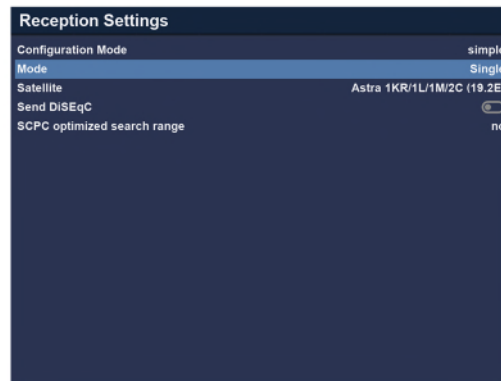 Reception Settings
Configuration Mode simple
Mode Single
Satellite Astra 1KR/1L/1M/2C (19.2E
Send DiSEqC
SCPC optimized search range no